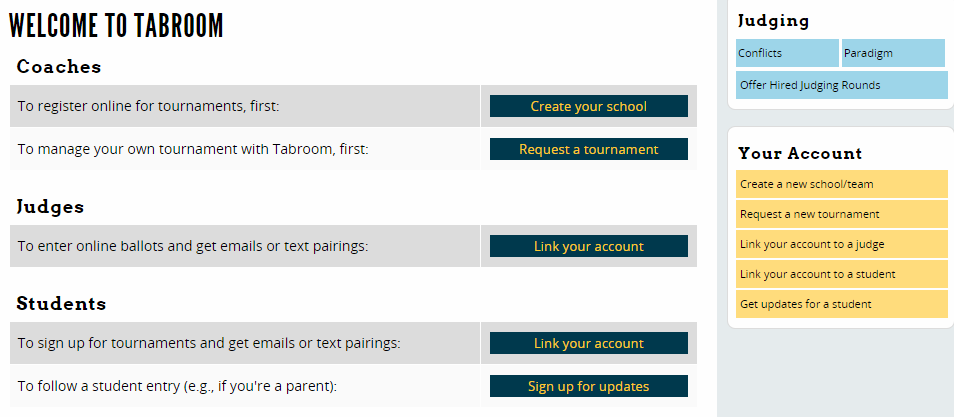 WELCOME TO TABROOM
Coaches
To register online for tournaments, first:
Create your school
To manage your own tournament with Tabroom, first:
Request a tournament
Judges
To enter online ballots and get emails or text pairings:
Link your account
Students
To sign up for tournaments and get emails or text pairings:
Link your account
To follow a student entry (e.g., if you're a parent):
Sign up for updates
Judging
Conflicts
Paradigm
Offer Hired Judging Rounds
Your Account
Create a new school/team
Request a new tournament
Link your account to a judge
Link your account to a student
Get updates for a student